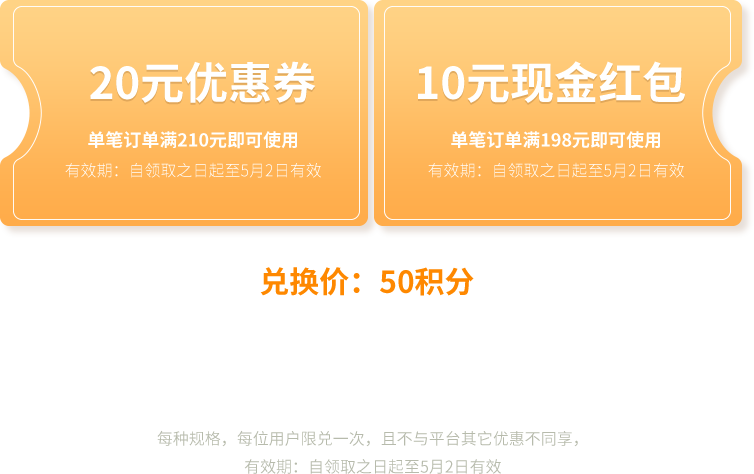 20元优惠券
单笔订单满210元即可使用
有效期：自领取之日起至5月2日有效
10元现金红包
单笔订单满198元即可使用
有效期：自领取之日起至5月2日有效
兑换价：50积分
每种规格，每位用户限兑一次，且不与平台其它优惠不同享，
有效期：自领取之日起至5月2日有效